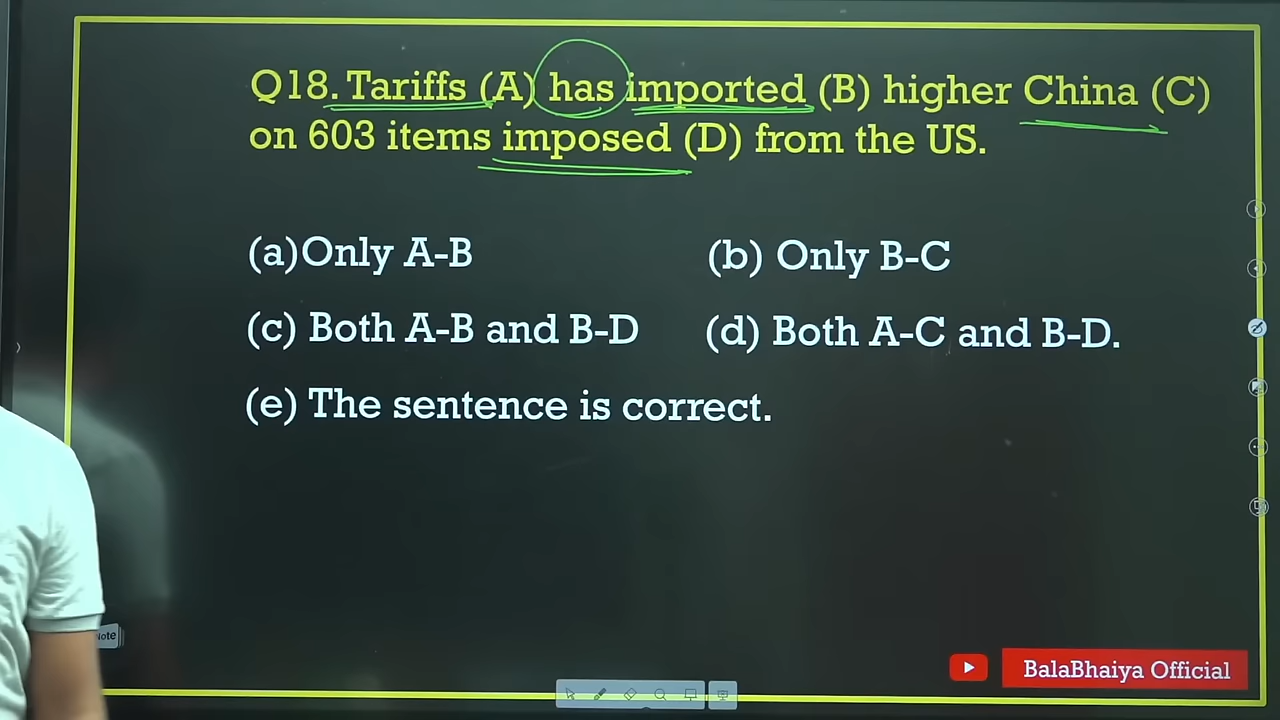 Q18. Tariffs (A) has imported (B) higher China (C)
on 603 items imposed (D) from the US.
(a)Only A-B
(b) Only B-C
(c) Both A-B and B-D
(d) Both A-C and B-D.
(e) The sentence is correct.
Note
BalaBhaiya Official